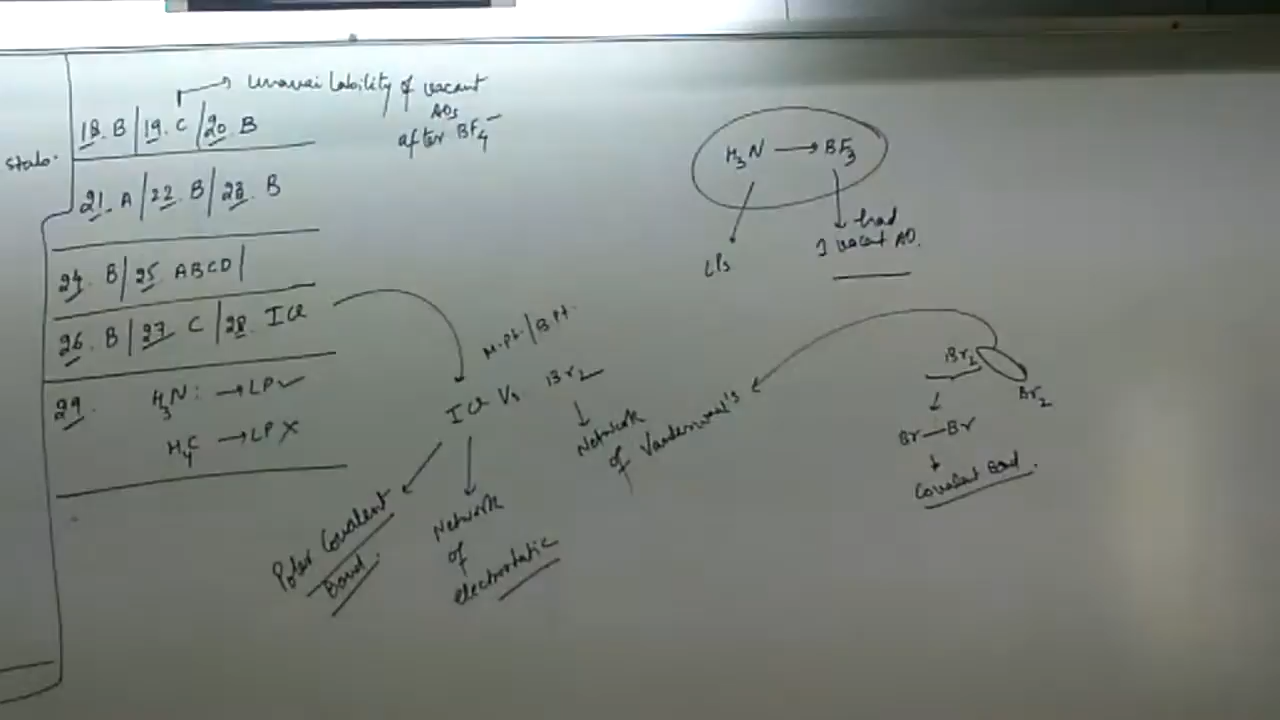 unavailability of vacant
AOs
after BF4-
18. B | 19. C | 20. B
Stab.
21. A | 22. B | 23. B
24. B | 25 ABCD |
26. B | 27 C | 28. ICl
29. H3N: → LP ✓
H4C → LP X
H3N → BF3
LPs
had
1 vacant AO.
M.Pt. / B.Pt.
ICl Vs Br2
Network
of Vanderwaal's
Polar Covalent
Bond.
Network
of
electrostatic
Br2
Br2
Br—Br
Covalent Bond.